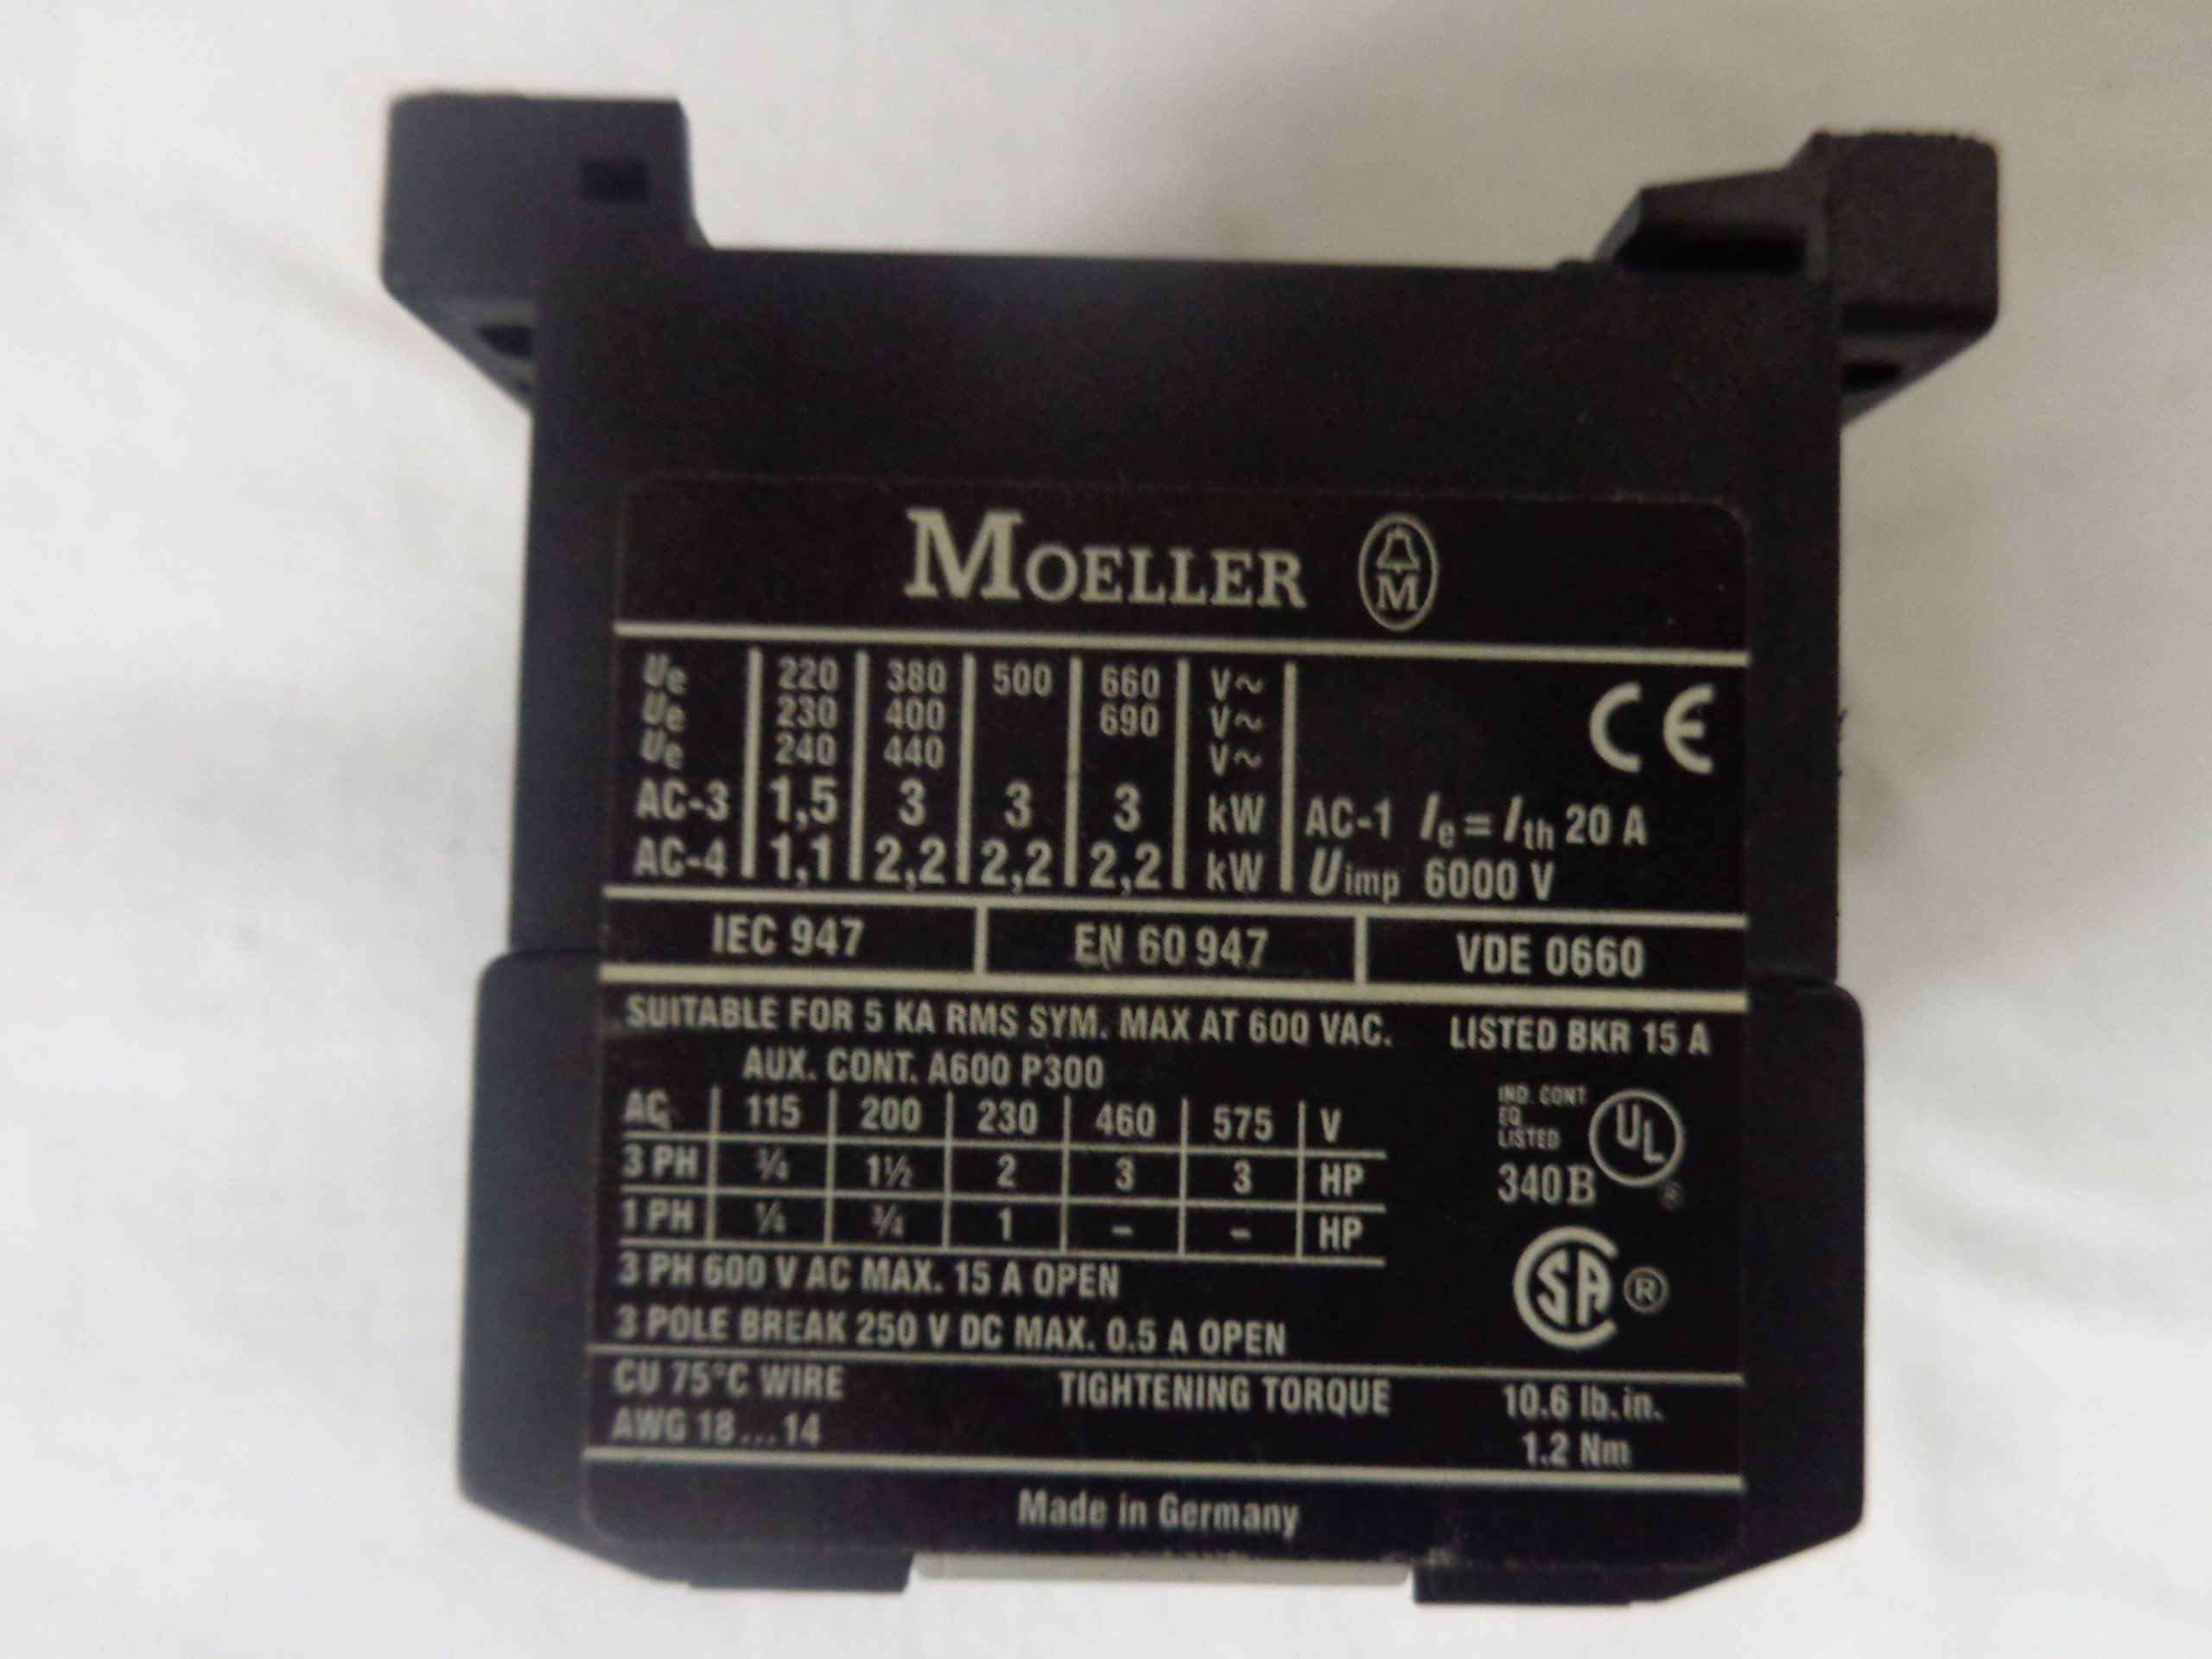 MOELLER M
Ue 220 380 500 660 V~
Ue 230 400 690 V~
Ue 240 440 V~
CE
AC-3 1,5 3 3 3 kW AC-1 Ie = Ith 20 A
AC-4 1,1 2,2 2,2 2,2 kW Uimp 6000 V
IEC 947 EN 60 947 VDE 0660
SUITABLE FOR 5 KA RMS SYM. MAX AT 600 VAC. LISTED BKR 15 A
AUX. CONT. A600 P300
AC 115 200 230 460 575 V
3 PH ¾ 1½ 2 3 3 HP
1 PH ¼ ¾ 1 – – HP
IND. CONT
EQ
LISTED
340B
UL ®
SA ®
3 PH 600 V AC MAX. 15 A OPEN
3 POLE BREAK 250 V DC MAX. 0.5 A OPEN
CU 75°C WIRE TIGHTENING TORQUE 10.6 lb.in.
AWG 18...14 1.2 Nm
Made in Germany